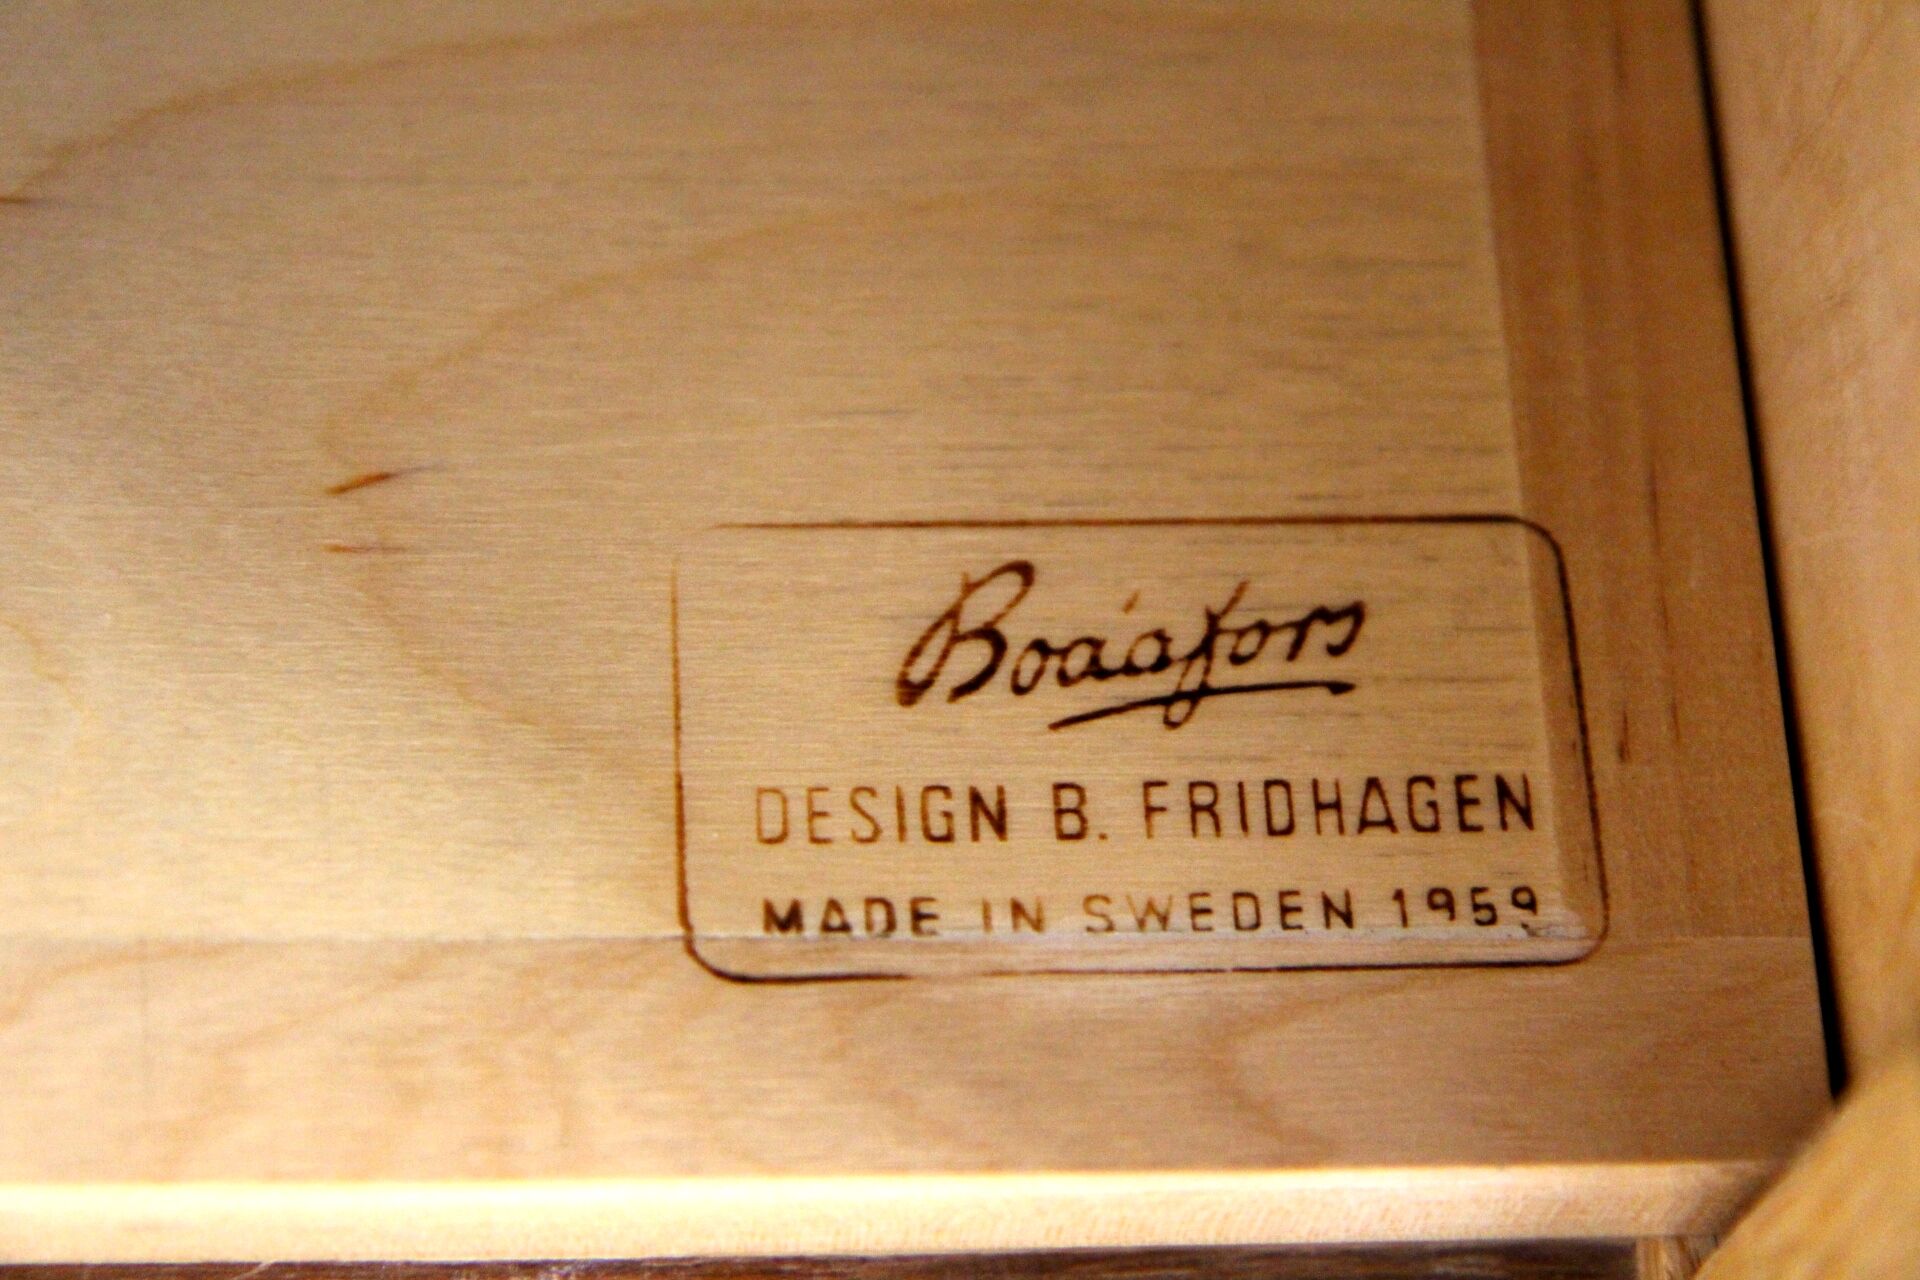 Bodafors
DESIGN B. FRIDHAGEN
MADE IN SWEDEN 1959